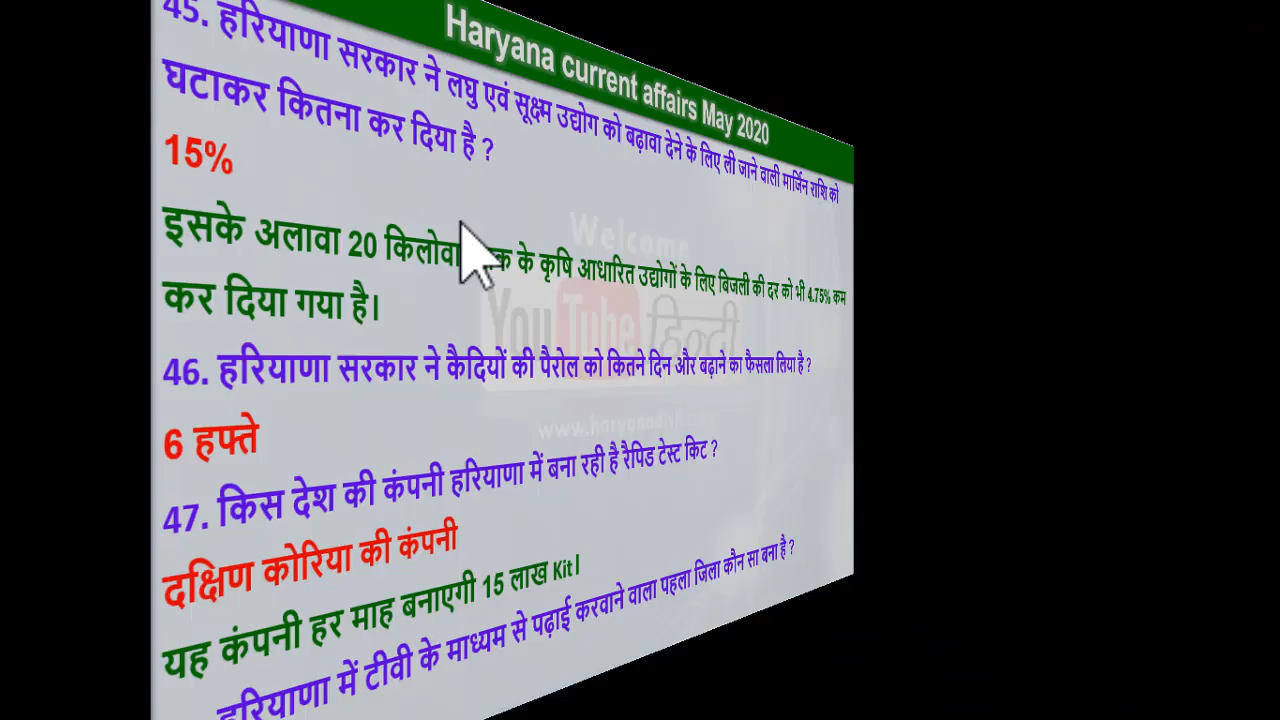 Haryana current affairs May 2020
45. हरियाणा सरकार ने लघु एवं सूक्ष्म उद्योग को बढ़ावा देने के लिए ली जाने वाली मार्जिन राशि को
घटाकर कितना कर दिया है ?
15%
इसके अलावा 20 के कृषि आधारित उद्योगों के लिए बिजली की दर को भी 4.75% कम
कर दिया गया है।
46. हरियाणा सरकार ने कैदियों की पैरोल को कितने दिन और बढ़ाने का फैसला लिया है ?
6 हफ्ते
47. किस देश की कंपनी हरियाणा में बना रही है रैपिड टेस्ट किट ?
दक्षिण कोरिया की कंपनी
यह कंपनी हर माह बनाएगी 15 लाख Kit।
हरियाणा में टीवी के माध्यम से पढ़ाई करवाने वाला पहला जिला कौन सा बना है ?
Welcome
YouTube हिन्दी